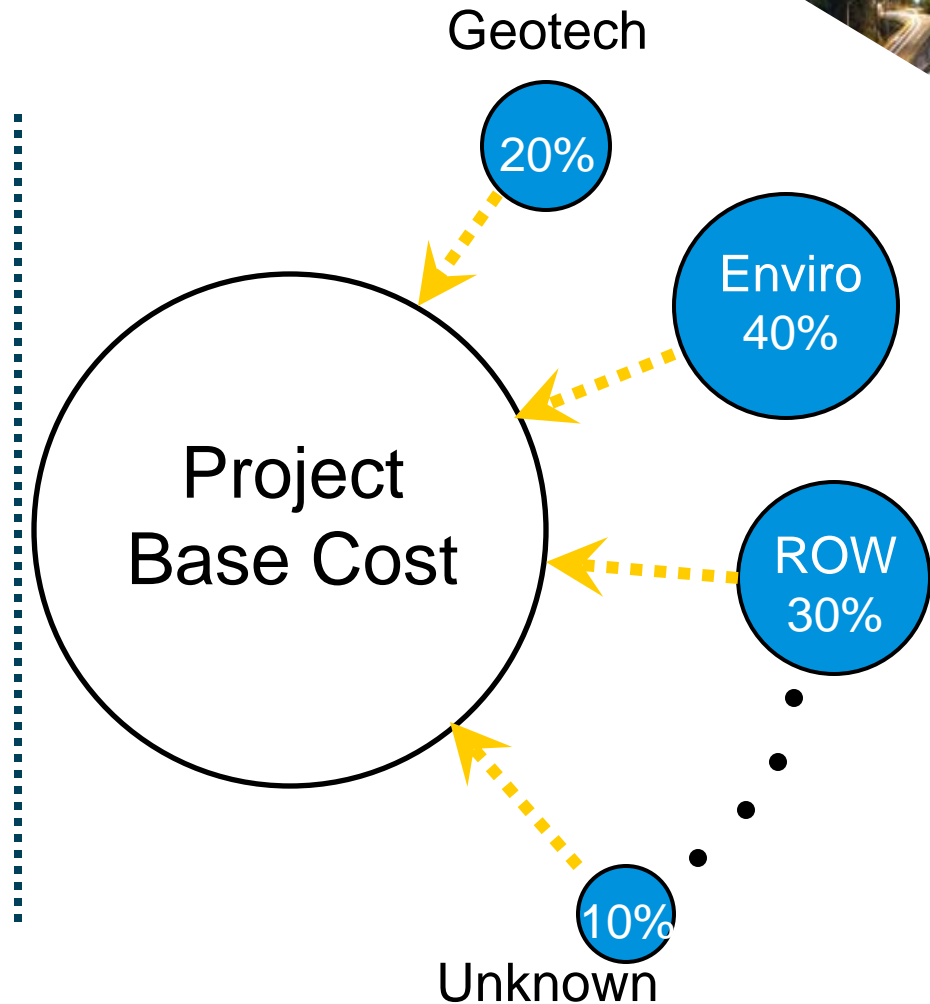 Geotech
20%
Enviro
40%
Project
Base Cost
ROW
30%
10%
Unknown